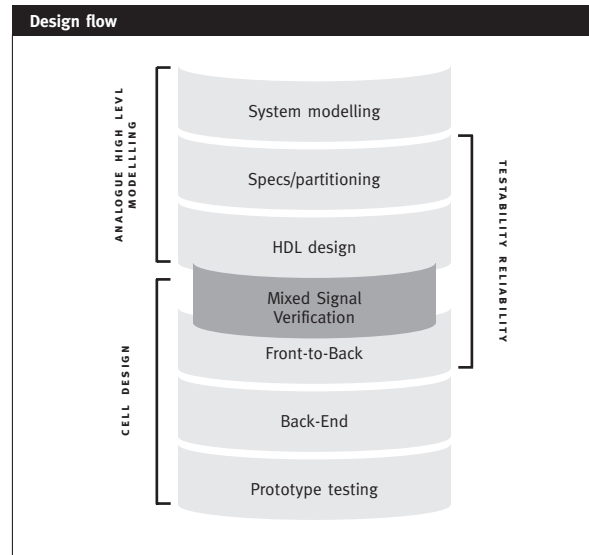 Design flow
ANALOGUE HIGH LEVL
MODELLLING
System modelling
Specs/partitioning
HDL design
Mixed Signal
Verification
Front-to-Back
Back-End
Prototype testing
CELL DESIGN
TESTABILITY RELIABILITY